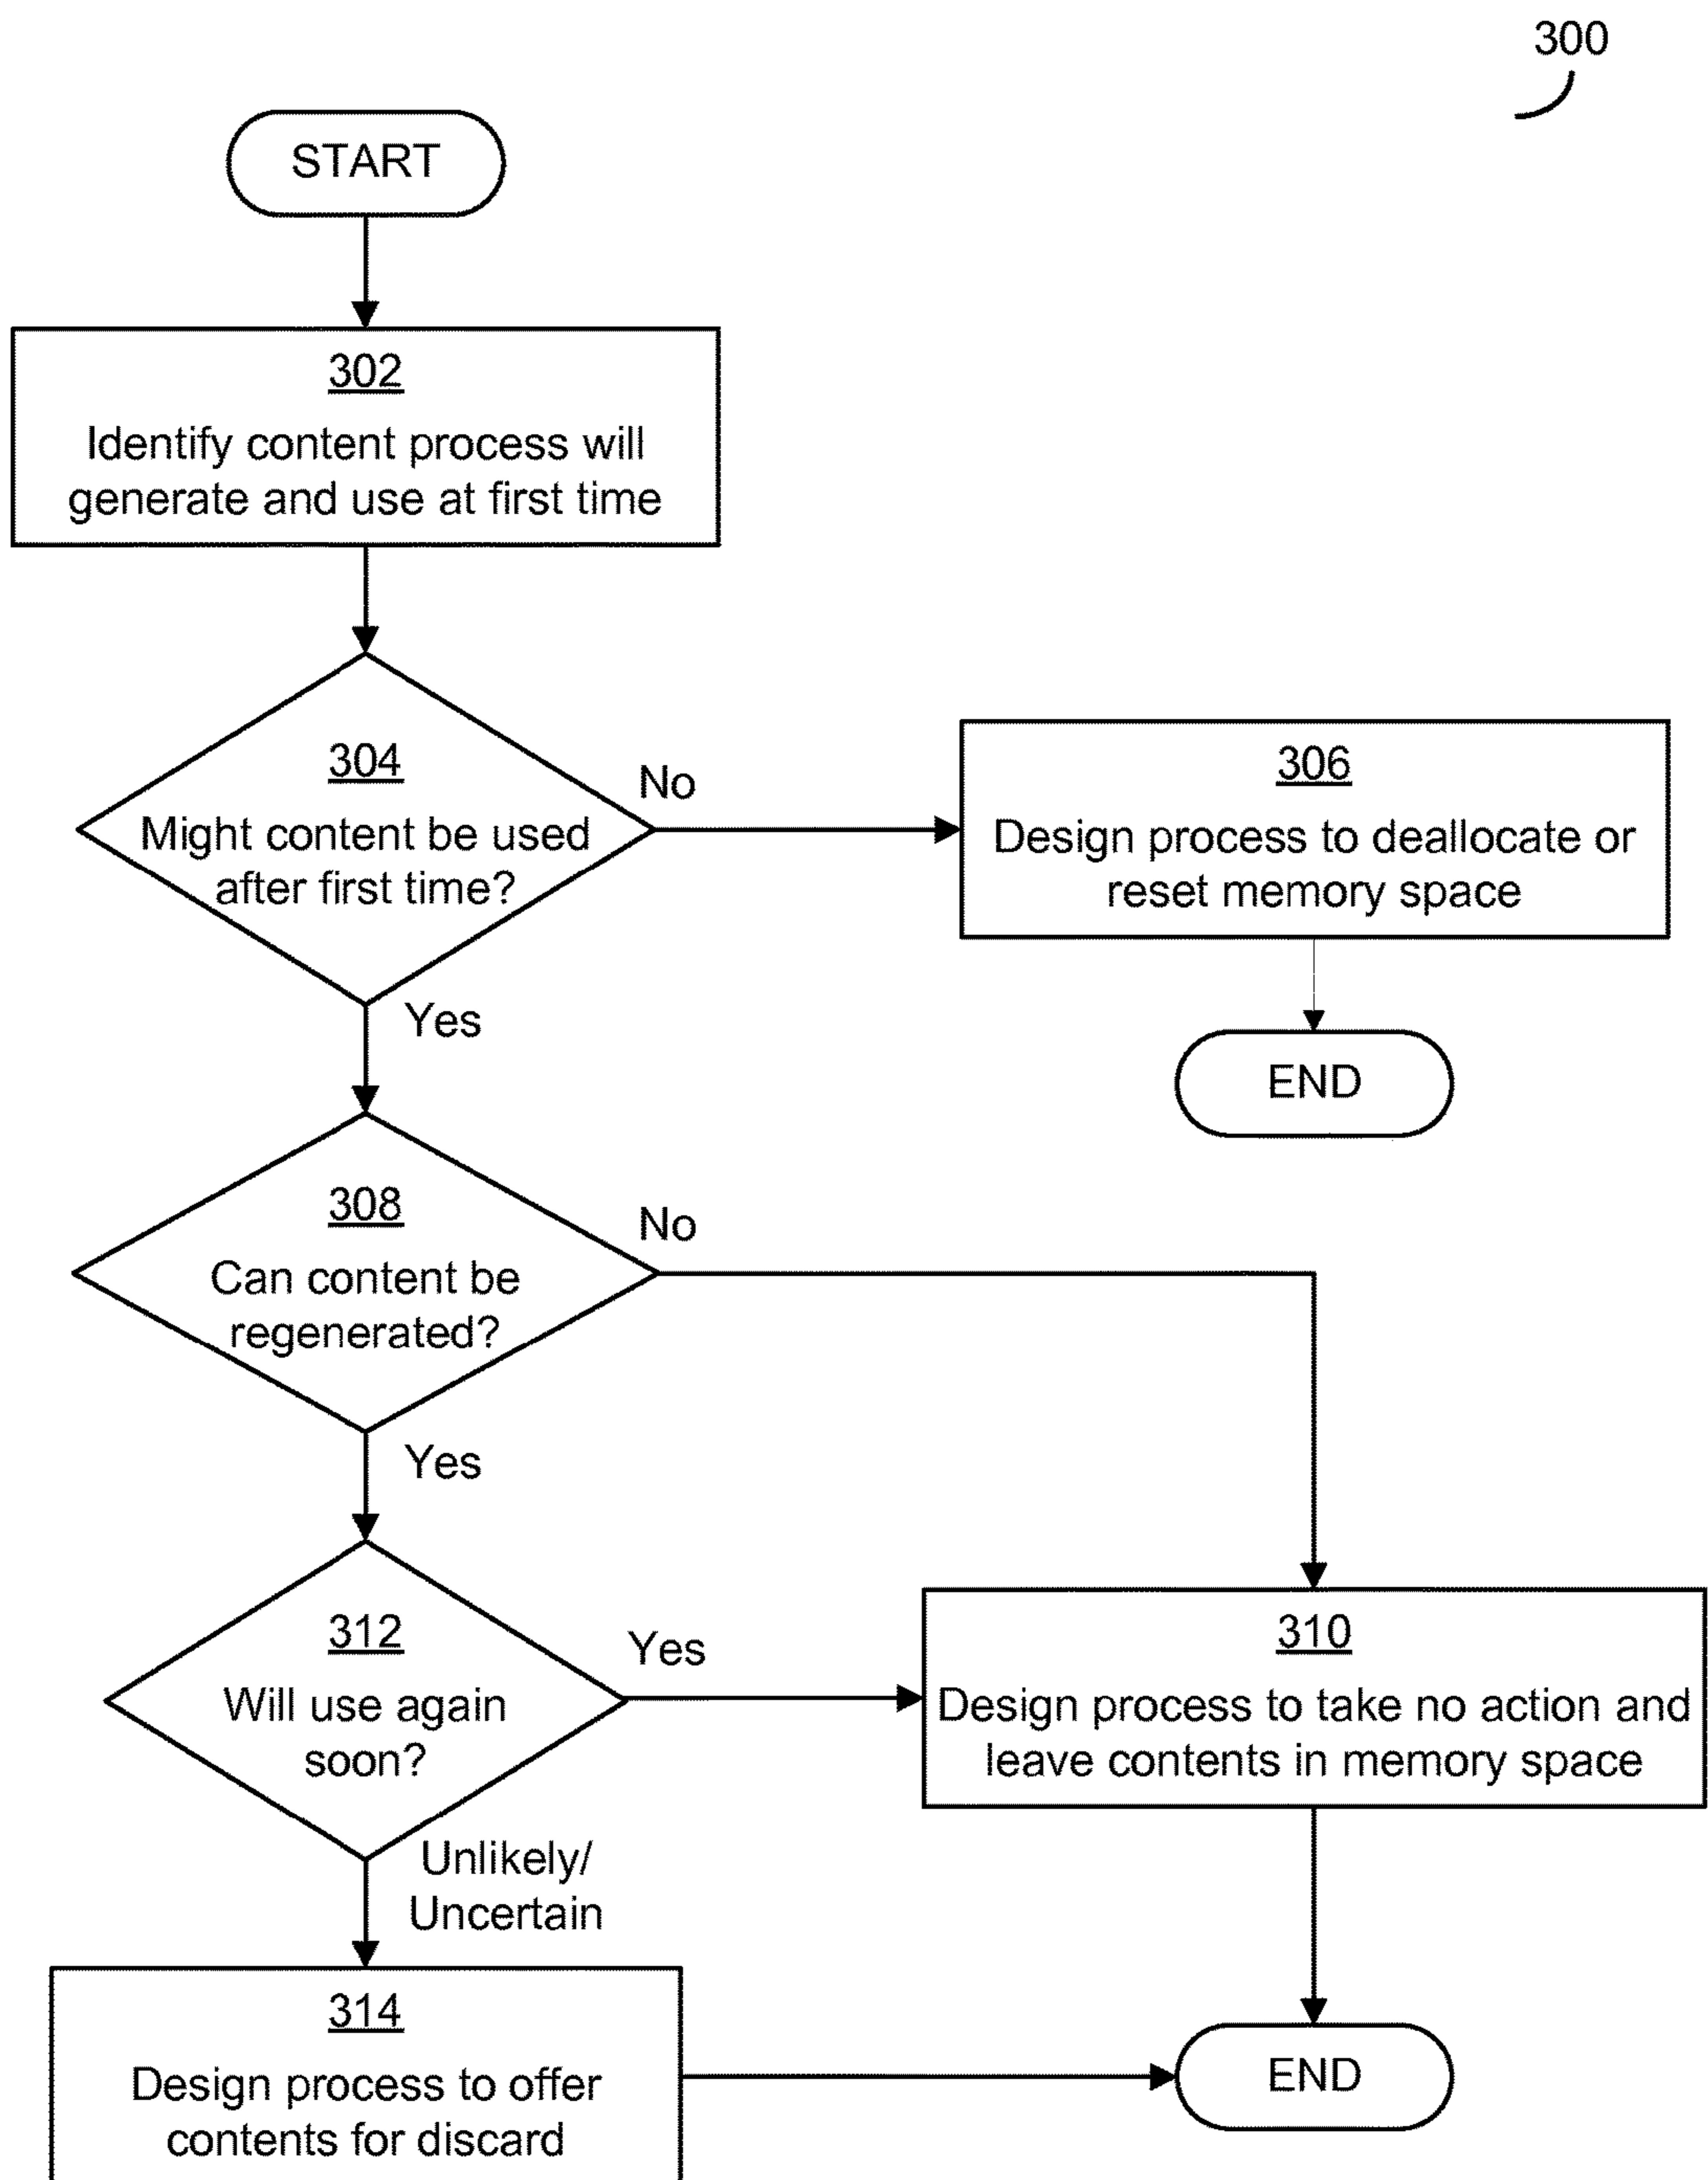 300
START
302
Identify content process will
generate and use at first time
304
Might content be used
after first time?
No
306
Design process to deallocate or
reset memory space
END
Yes
308
Can content be
regenerated?
No
Yes
312
Will use again
soon?
Yes
310
Design process to take no action and
leave contents in memory space
Unlikely/
Uncertain
314
Design process to offer
contents for discard
END